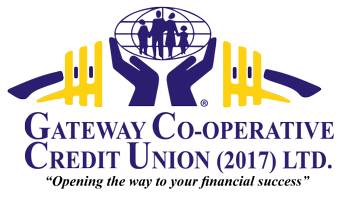 ®
GATEWAY CO-OPERATIVE
CREDIT UNION (2017) LTD.
“Opening the way to your financial success”